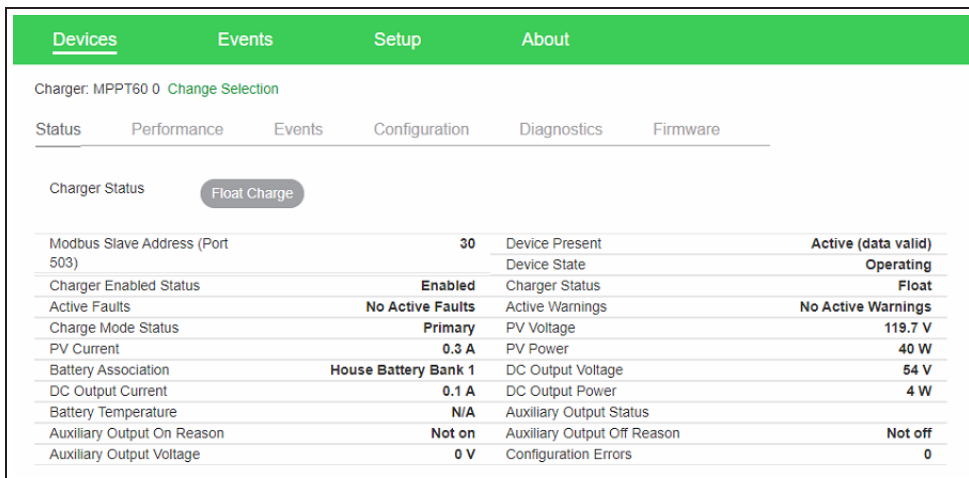 Devices Events Setup About
Charger: MPPT60 0 Change Selection
Status Performance Events Configuration Diagnostics Firmware
Charger Status Float Charge
Modbus Slave Address (Port 503) 30 Device Present Active (data valid)
Device State Operating
Charger Enabled Status Enabled Charger Status Float
Active Faults No Active Faults Active Warnings No Active Warnings
Charge Mode Status Primary PV Voltage 119.7 V
PV Current 0.3 A PV Power 40 W
Battery Association House Battery Bank 1 DC Output Voltage 54 V
DC Output Current 0.1 A DC Output Power 4 W
Battery Temperature N/A Auxiliary Output Status
Auxiliary Output On Reason Not on Auxiliary Output Off Reason Not off
Auxiliary Output Voltage 0 V Configuration Errors 0